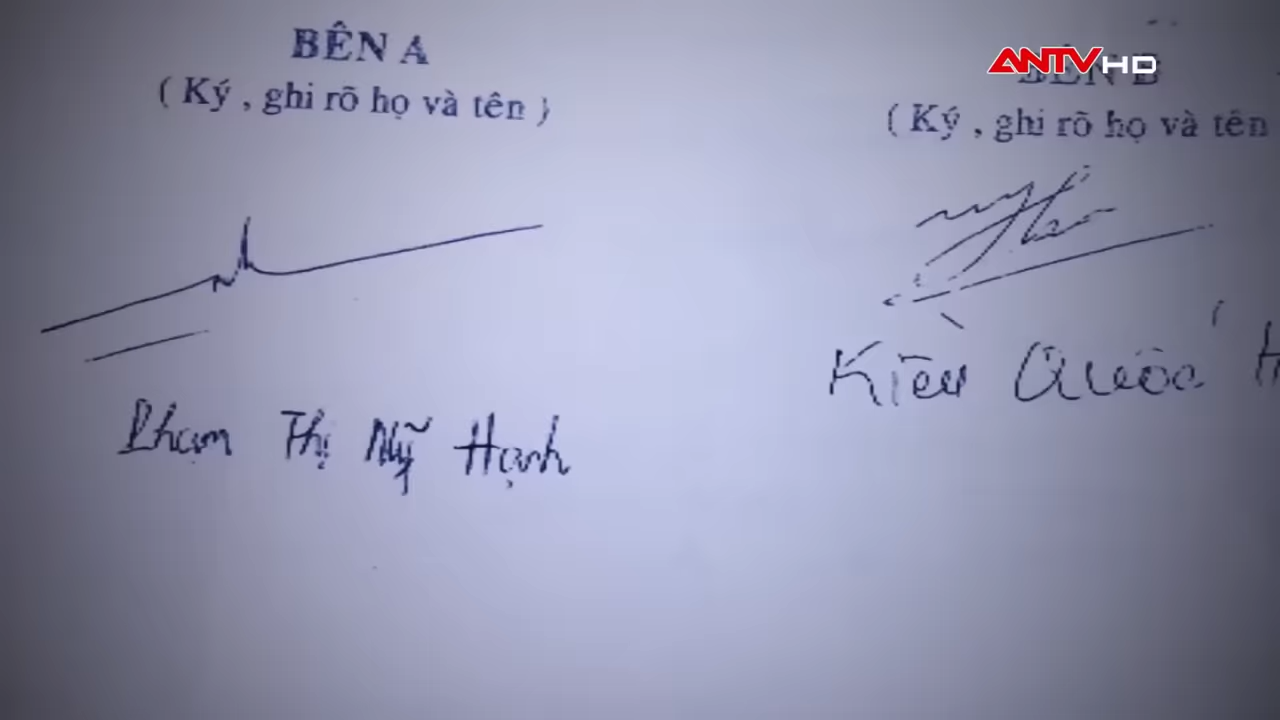 ANTV HD
BÊN A
( Ký , ghi rõ họ và tên )
Phạm Thị Mỹ Hạnh
BÊN B
( Ký , ghi rõ họ và tên
Kiều Quốc